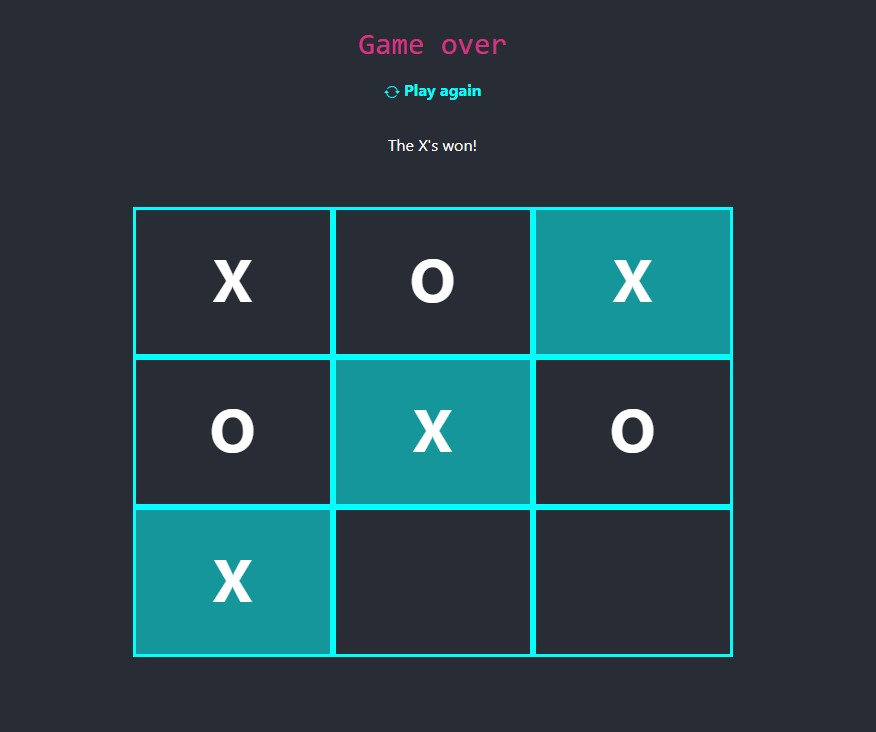 Game over
Play again
The X's won!
X O X
O X O
X